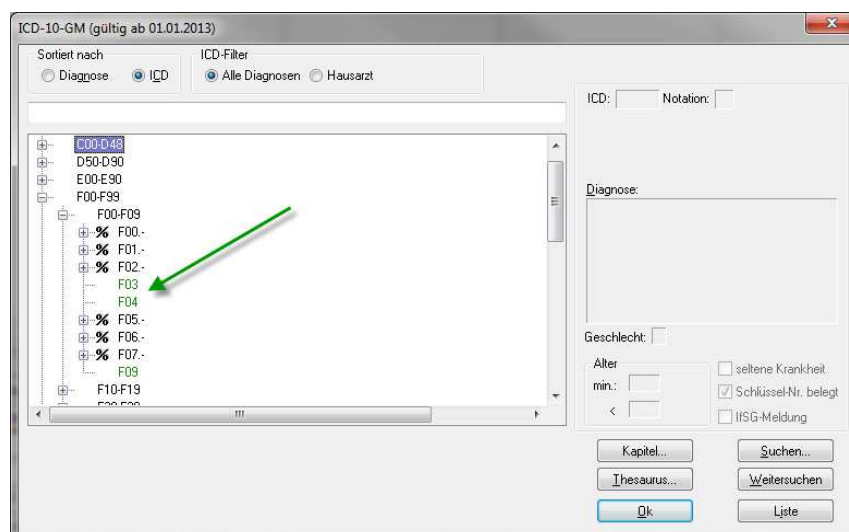 ICD-10-GM (gültig ab 01.01.2013)
Sortiert nach
Diagnose ICD
ICD-Filter
Alle Diagnosen Hausarzt
ICD: Notation:
C00-D48
D50-D90
E00-E90
F00-F99
F00-F09
% F00.-
% F01.-
% F02.-
F03
F04
% F05.-
% F06.-
% F07.-
F09
F10-F19
Diagnose:
Geschlecht:
Alter
min.:
<
seltene Krankheit
Schlüssel-Nr. belegt
IfSG-Meldung
Kapitel... Suchen...
Thesaurus... Weitersuchen
Ok Liste